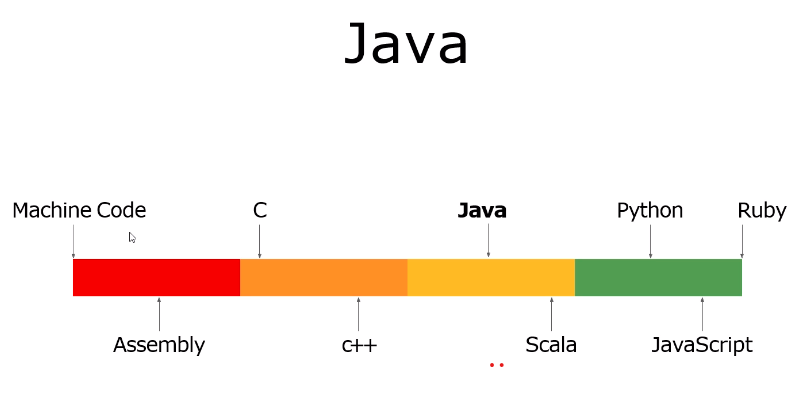 Java
Machine Code C Java Python Ruby
Assembly c++ Scala JavaScript